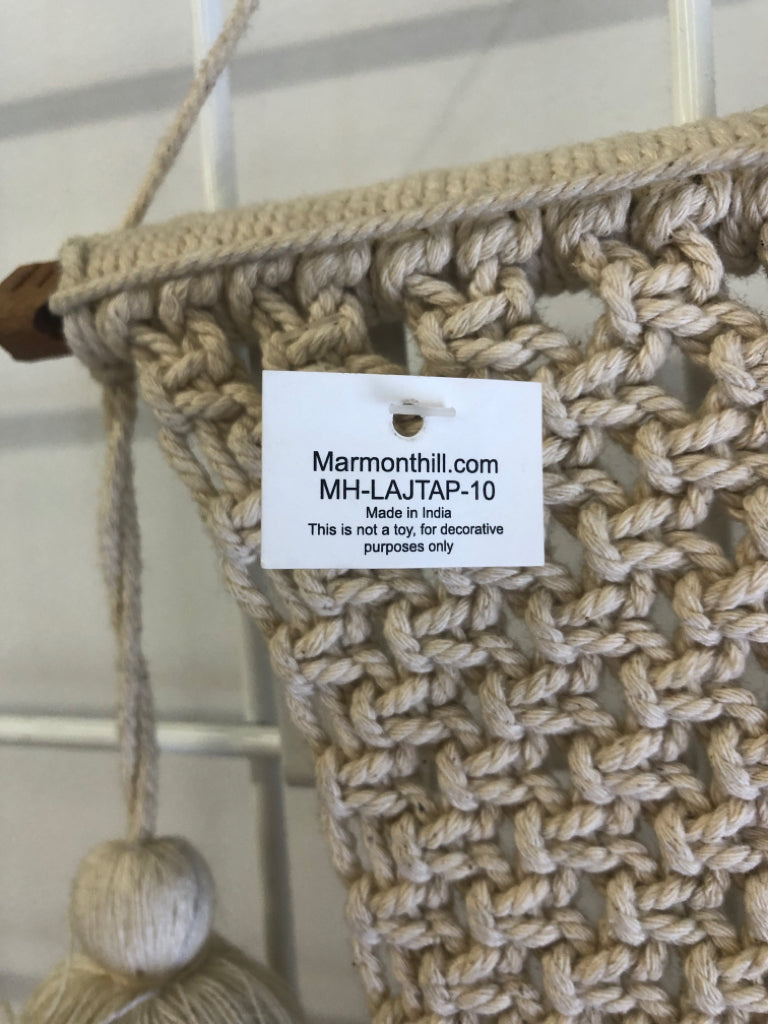 Marmonthill.com
MH-LAJTAP-10
Made in India
This is not a toy, for decorative
purposes only